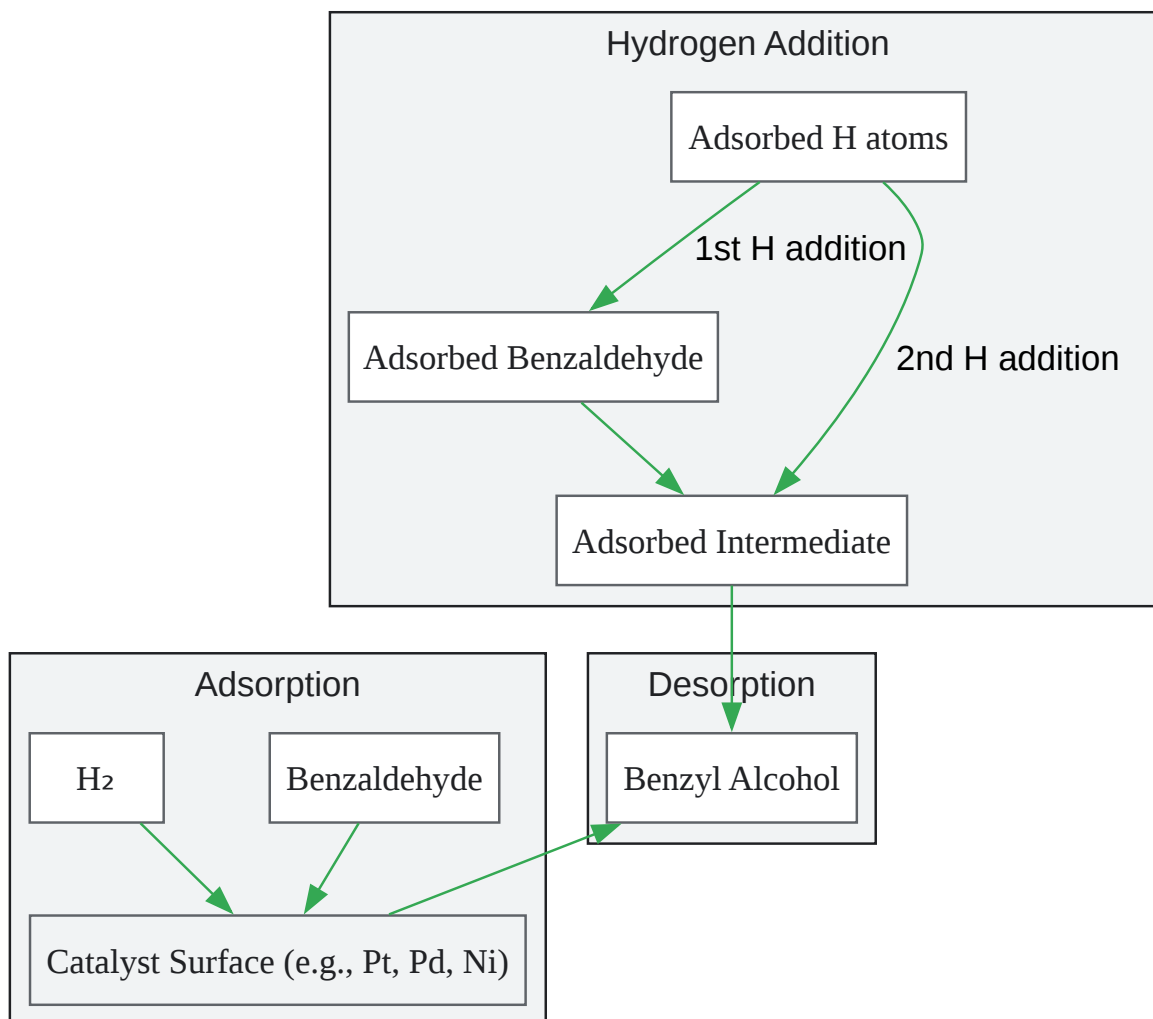 Hydrogen Addition
Adsorbed H atoms
1st H addition
Adsorbed Benzaldehyde
2nd H addition
Adsorbed Intermediate
Adsorption
H₂
Benzaldehyde
Catalyst Surface (e.g., Pt, Pd, Ni)
Desorption
Benzyl Alcohol